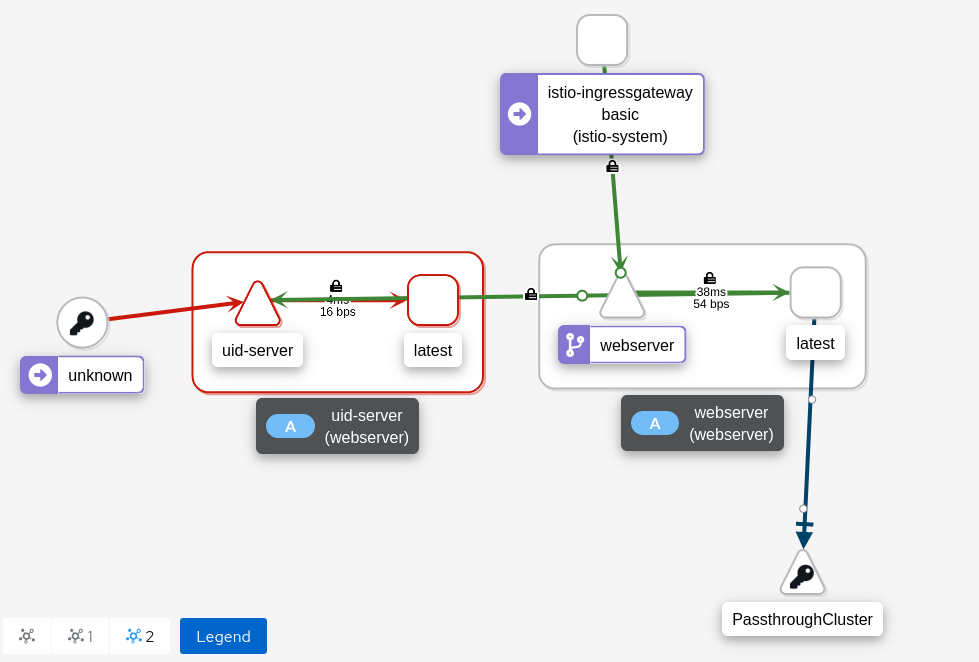 istio-ingressgateway
basic
(istio-system)
4ms
16 bps
38ms
54 bps
uid-server
latest
webserver
latest
unknown
A
uid-server
(webserver)
A
webserver
(webserver)
PassthroughCluster
1
2
Legend